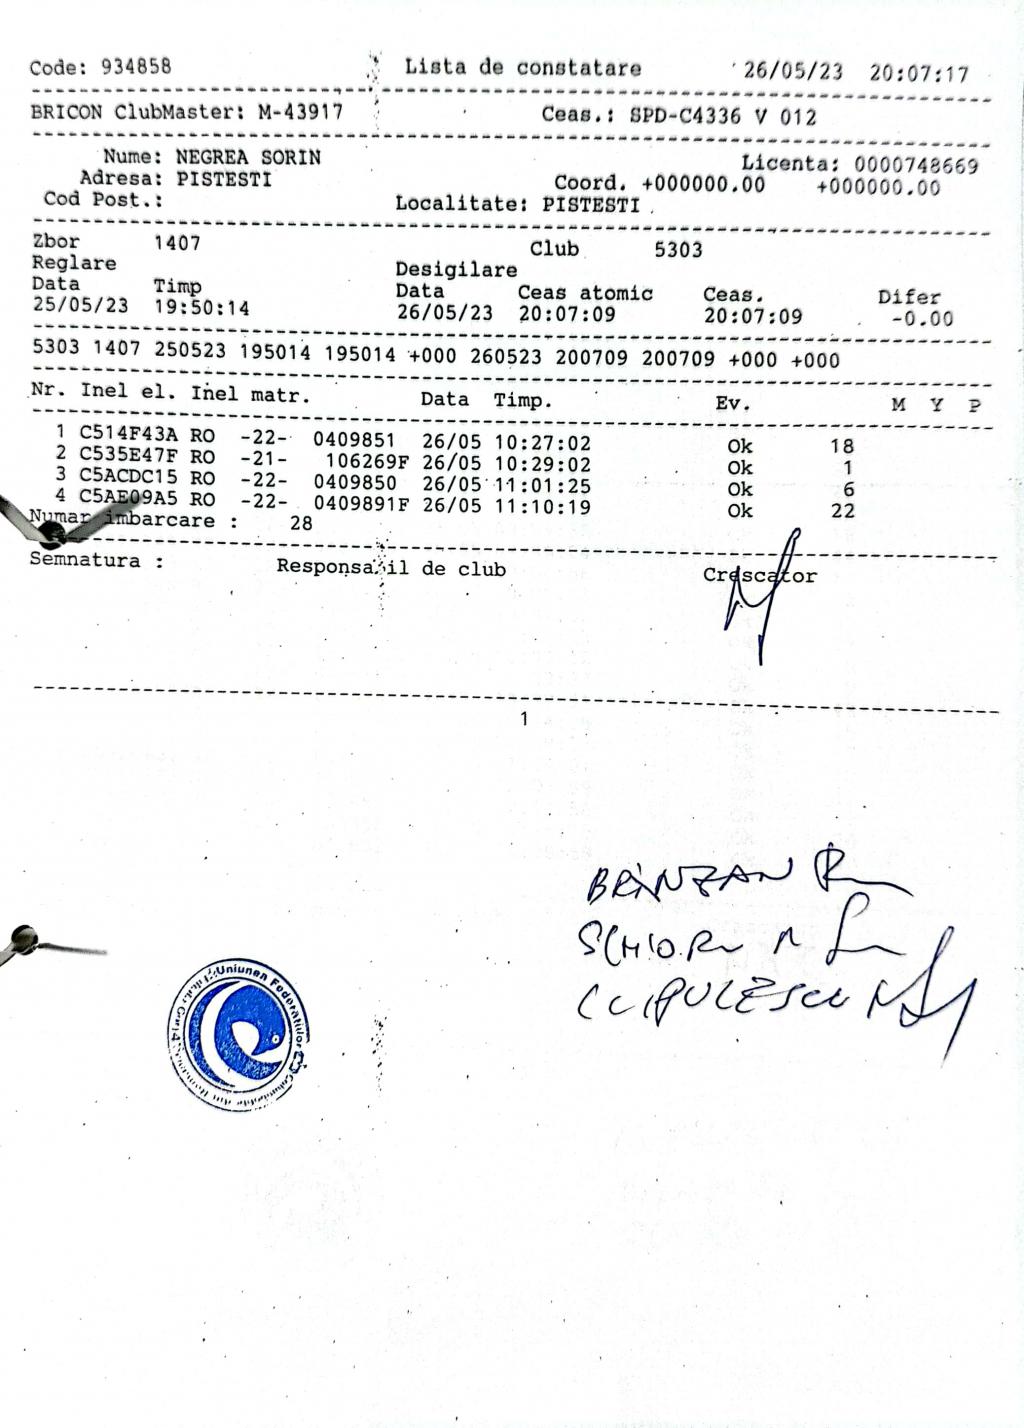 Code: 934858 Lista de constatare 26/05/23 20:07:17
BRICON ClubMaster: M-43917 Ceas.: SPD-C4336 V 012
Nume: NEGREA SORIN Licenta: 0000748669
Adresa: PISTESTI Coord. +000000.00 +000000.00
Cod Post.: Localitate: PISTESTI
Zbor 1407 Club 5303
Reglare Desigilare
Data Timp Data Ceas atomic Ceas. Difer
25/05/23 19:50:14 26/05/23 20:07:09 20:07:09 -0.00
5303 1407 250523 195014 195014 +000 260523 200709 200709 +000 +000
Nr. Inel el. Inel matr. Data Timp. Ev. M Y P
1 C514F43A RO -22- 0409851 26/05 10:27:02 Ok 18
2 C535E47F RO -21- 106269F 26/05 10:29:02 Ok 1
3 C5ACDC15 RO -22- 0409850 26/05 11:01:25 Ok 6
4 C5AE09A5 RO -22- 0409891F 26/05 11:10:19 Ok 22
Numar imbarcare : 28
Semnatura : Responsabil de club Crescator
1
BRINZAN
Uniunea Federatiilor